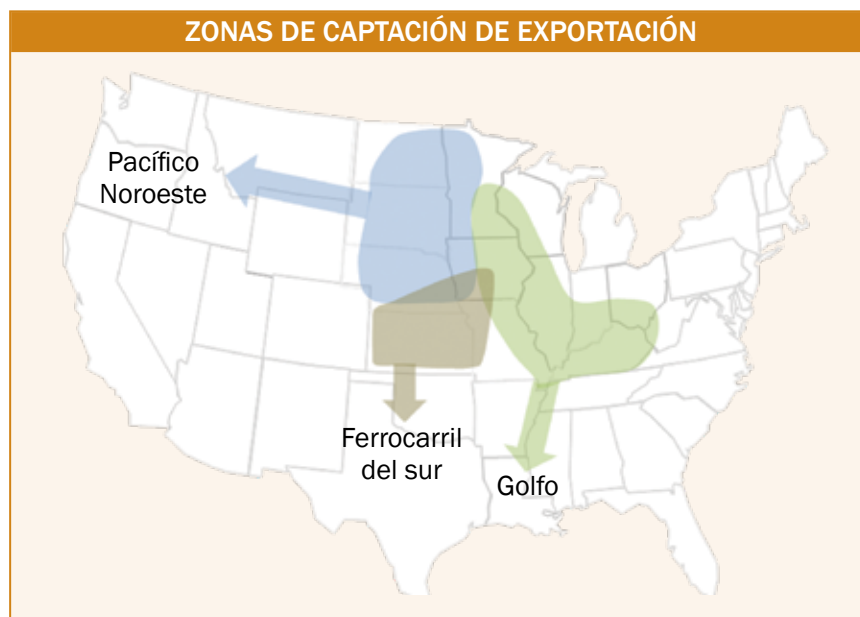 ZONAS DE CAPTACIÓN DE EXPORTACIÓN
Pacífico
Noroeste
Ferrocarril
del sur
Golfo